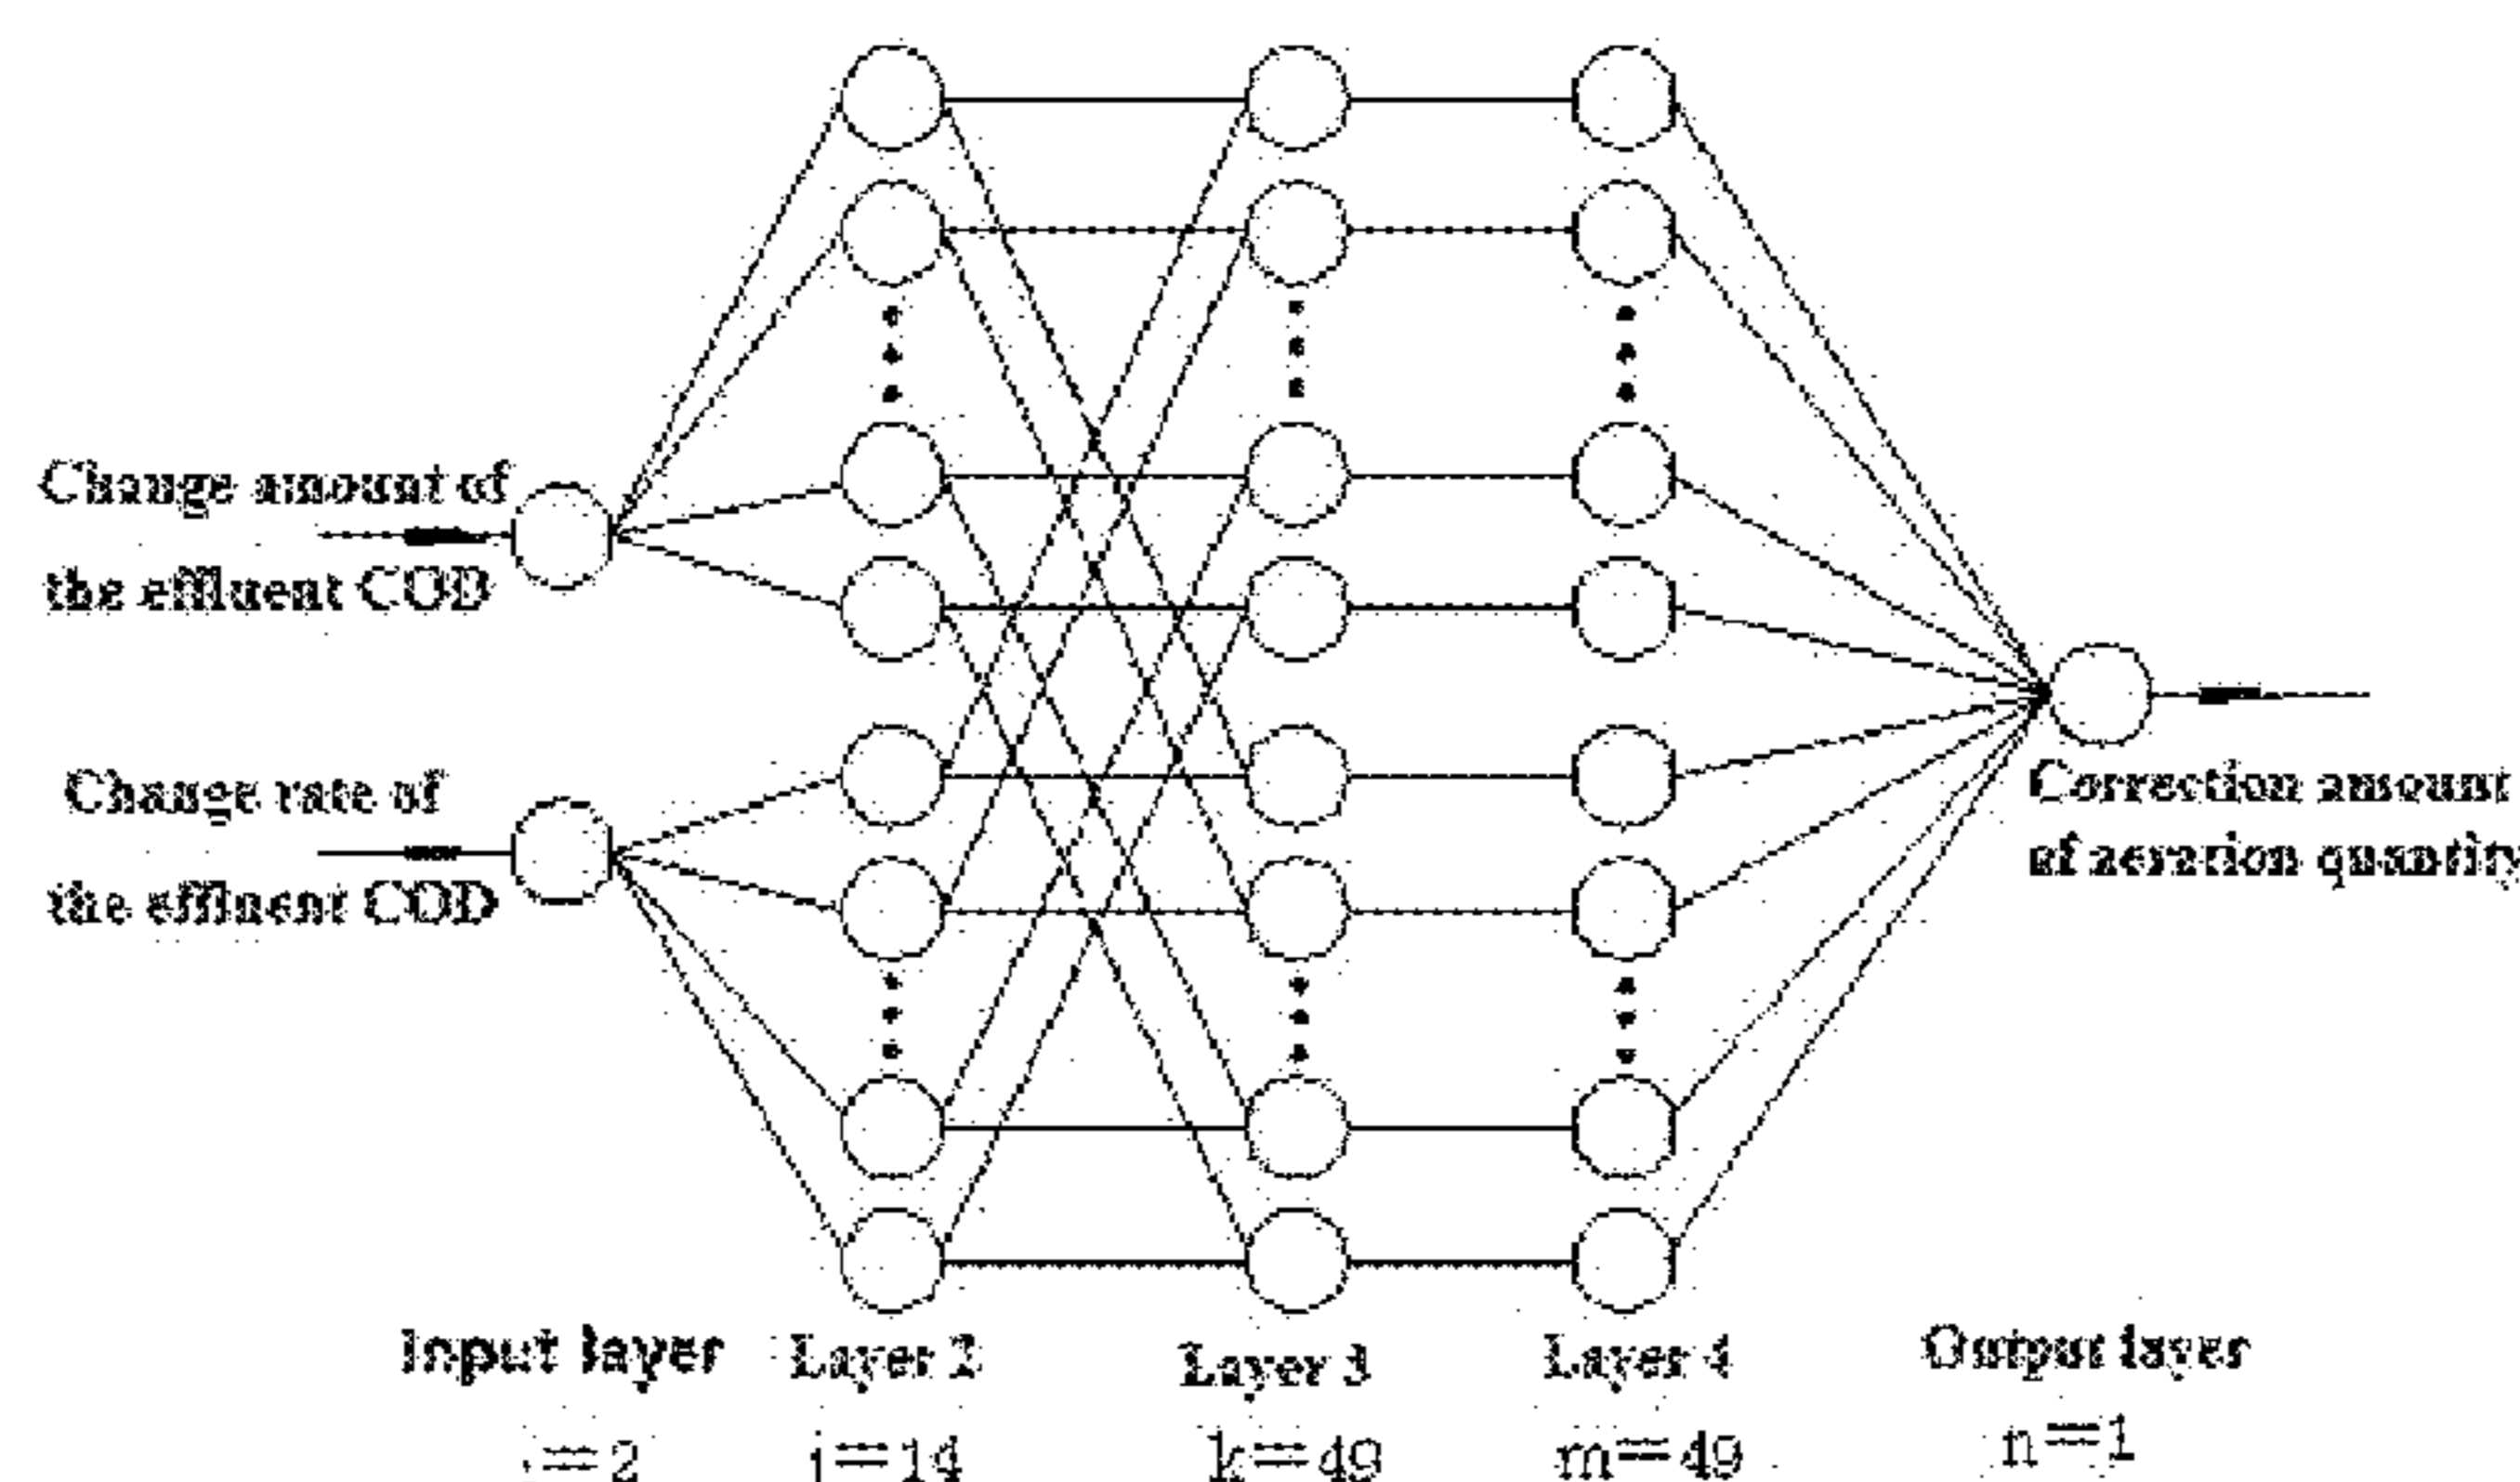 Change amount of
the effluent COD
Change rate of
the effluent COD
Correction amount
of aeration quantity
Input layer
Layer 2
Layer 3
Layer 4
Output layer
=2
j=14
k=49
m=49
n=1